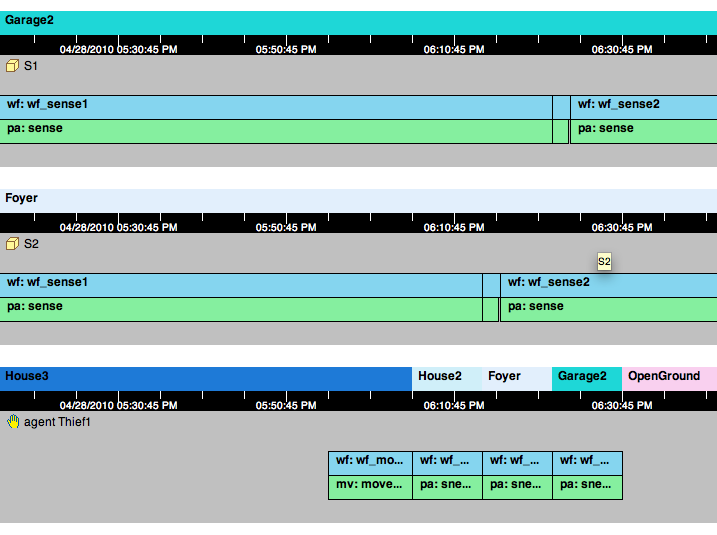 Garage2
04/28/2010 05:30:45 PM 05:50:45 PM 06:10:45 PM 06:30:45 PM
S1
wf: wf_sense1 wf: wf_sense2
pa: sense pa: sense
Foyer
04/28/2010 05:30:45 PM 05:50:45 PM 06:10:45 PM 06:30:45 PM
S2
S2
wf: wf_sense1 wf: wf_sense2
pa: sense pa: sense
House3 House2 Foyer Garage2 OpenGround
04/28/2010 05:30:45 PM 05:50:45 PM 06:10:45 PM 06:30:45 PM
agent Thief1
wf: wf_mo... wf: wf_... wf: wf_... wf: wf_...
mv: move... pa: sne... pa: sne... pa: sne...